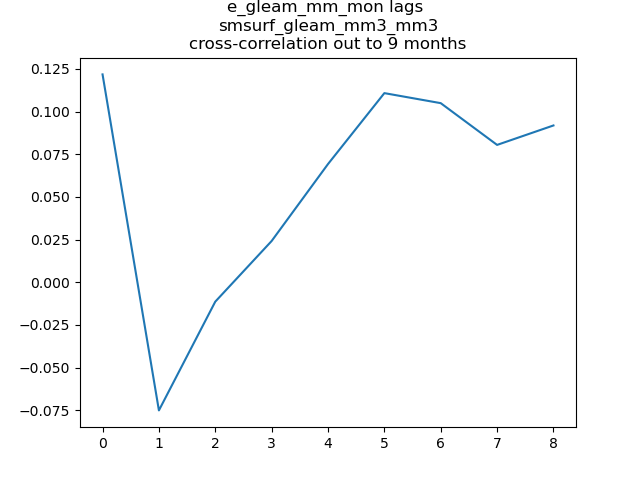 e_gleam_mm_mon lags
smsurf_gleam_mm3_mm3
cross-correlation out to 9 months
0.125
0.100
0.075
0.050
0.025
0.000
−0.025
−0.050
−0.075
0 1 2 3 4 5 6 7 8